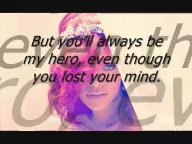 But you'll always be
my hero, even though
you lost your mind.